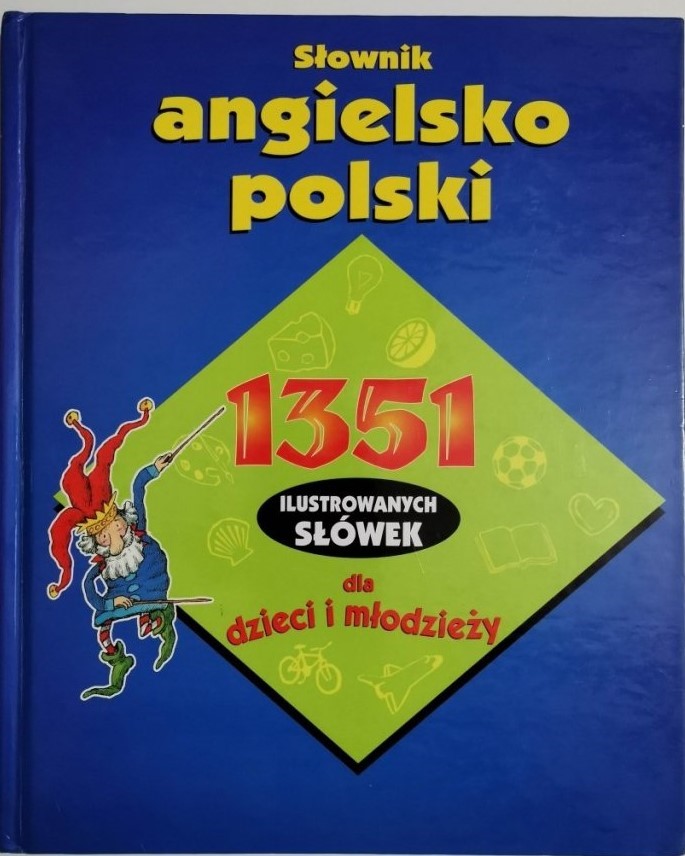 Słownik
angielsko
polski
1351
ILUSTROWANYCH
SŁÓWEK
dla
dzieci i młodzieży